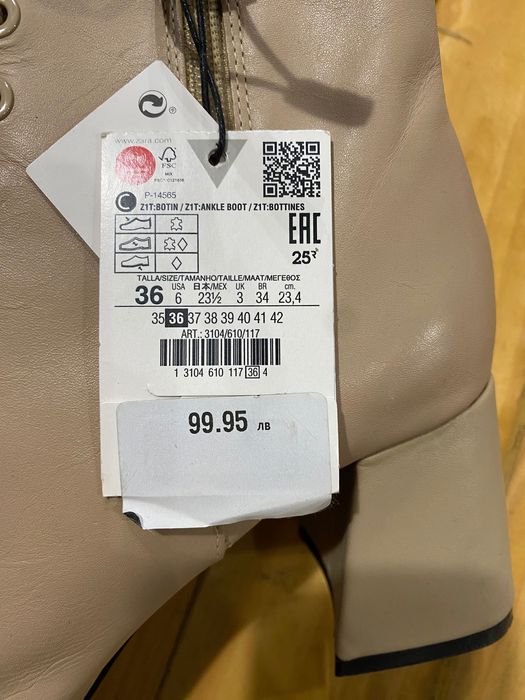 www.zara.com
®
FSC
MIX
P-14565
C
Z1T:BOTIN / Z1T:ANKLE BOOT / Z1T:BOTTINES
EAC
25
TALLA/SIZE/TAMANHO/TAILLE/MAAT/ΜΕΓΕΘΟΣ
USA 日本/MEX UK BR cm.
36 6 23½ 3 34 23,4
35 36 37 38 39 40 41 42
ART.: 3104/610/117
1 3104 610 117 36 4
99.95 лв